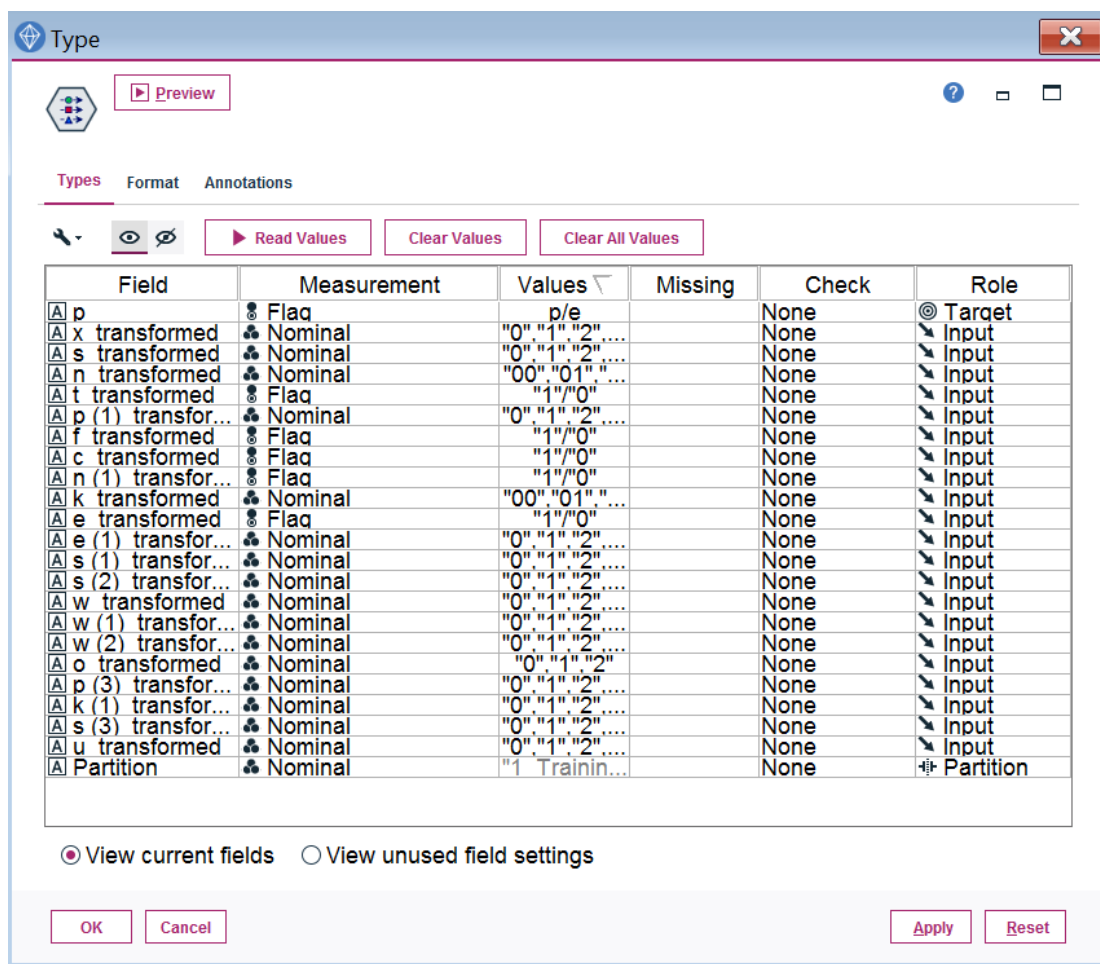 Type
Preview
Types Format Annotations
Read Values Clear Values Clear All Values
Field Measurement Values Missing Check Role
A p Flag p/e None Target
A x_transformed Nominal "0","1","2",... None Input
A s_transformed Nominal "0","1","2",... None Input
A n_transformed Nominal "00","01","... None Input
A t_transformed Flag "1"/"0" None Input
A p (1)_transfor... Nominal "0","1","2",... None Input
A f_transformed Flag "1"/"0" None Input
A c_transformed Flag "1"/"0" None Input
A n (1)_transfor... Flag "1"/"0" None Input
A k_transformed Nominal "00","01","... None Input
A e_transformed Flag "1"/"0" None Input
A e (1)_transfor... Nominal "0","1","2",... None Input
A s (1)_transfor... Nominal "0","1","2",... None Input
A s (2)_transfor... Nominal "0","1","2",... None Input
A w_transformed Nominal "0","1","2",... None Input
A w (1)_transfor... Nominal "0","1","2",... None Input
A w (2)_transfor... Nominal "0","1","2",... None Input
A o_transformed Nominal "0","1","2" None Input
A p (3)_transfor... Nominal "0","1","2",... None Input
A k (1)_transfor... Nominal "0","1","2",... None Input
A s (3)_transfor... Nominal "0","1","2",... None Input
A u_transformed Nominal "0","1","2",... None Input
A Partition Nominal "1_Trainin... None Partition
View current fields View unused field settings
OK Cancel Apply Reset